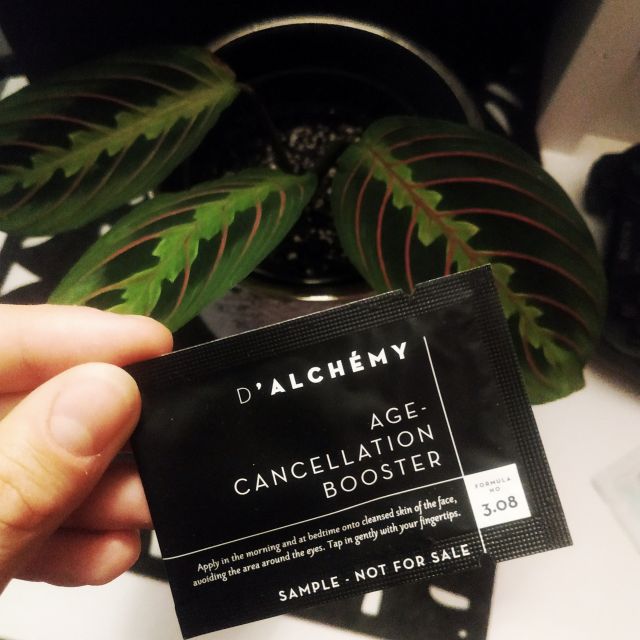 D'ALCHÉMY
AGE-
CANCELLATION
BOOSTER
FORMULA
NO
3.08
Apply in the morning and at bedtime onto cleansed skin of the face,
avoiding the area around the eyes. Tap in gently with your fingertips.
SAMPLE - NOT FOR SALE